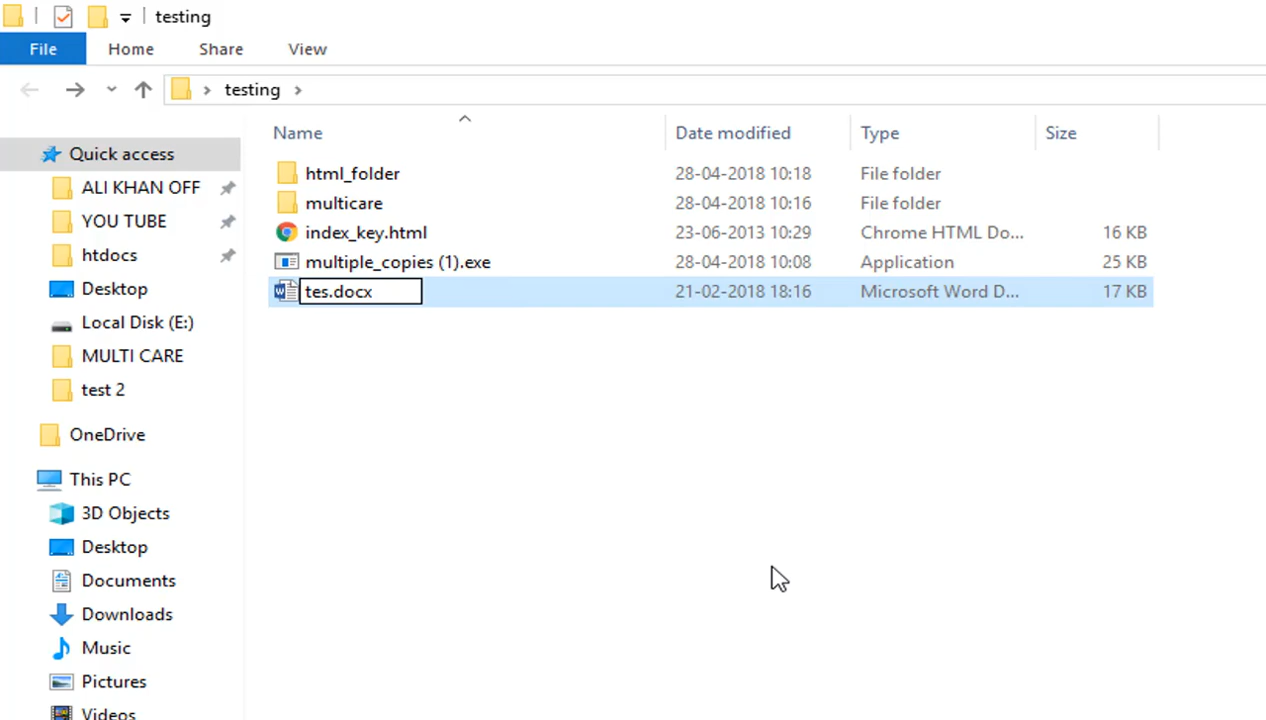 testing
File Home Share View
testing
Name Date modified Type Size
Quick access
ALI KHAN OFF
YOU TUBE
htdocs
Desktop
Local Disk (E:)
MULTI CARE
test 2
OneDrive
This PC
3D Objects
Desktop
Documents
Downloads
Music
Pictures
Videos
html_folder 28-04-2018 10:18 File folder
multicare 28-04-2018 10:16 File folder
index_key.html 23-06-2013 10:29 Chrome HTML Do... 16 KB
multiple_copies (1).exe 28-04-2018 10:08 Application 25 KB
tes.docx 21-02-2018 18:16 Microsoft Word D... 17 KB